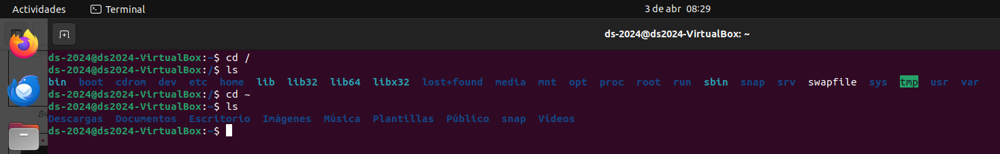 Actividades Terminal 3 de abr 08:29
ds-2024@ds2024-VirtualBox: ~
ds-2024@ds2024-VirtualBox:~$ cd /
ds-2024@ds2024-VirtualBox:/$ ls
bin boot cdrom dev etc home lib lib32 lib64 libx32 lost+found media mnt opt proc root run sbin snap srv swapfile sys tmp usr var
ds-2024@ds2024-VirtualBox:/$ cd ~
ds-2024@ds2024-VirtualBox:~$ ls
Descargas Documentos Escritorio Imágenes Música Plantillas Público snap Vídeos
ds-2024@ds2024-VirtualBox:~$
84